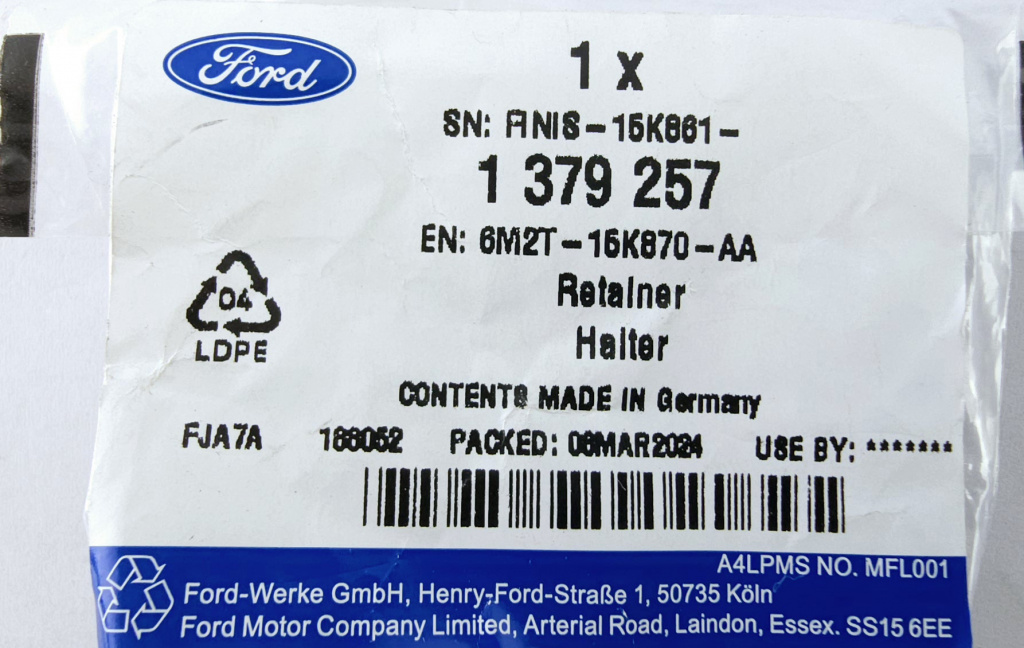 Ford
1 x
SN: FINIS-15K861-
1 379 257
EN: 6M2T-15K870-AA
Retainer
Halter
04
LDPE
CONTENTS MADE IN Germany
FJA7A PACKED: 06MAR2024 USE BY: *******
A4LPMS NO. MFL001
Ford-Werke GmbH, Henry-Ford-Straße 1, 50735 Köln
Ford Motor Company Limited, Arterial Road, Laindon, Essex. SS15 6EE